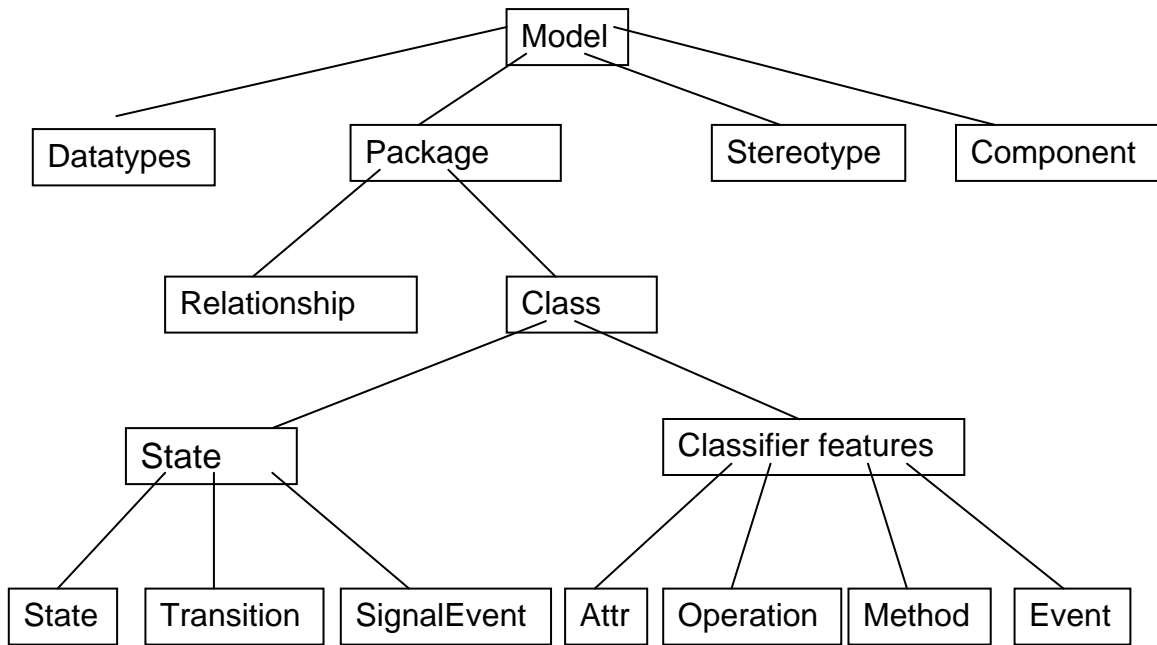 Model
Datatypes
Package
Stereotype
Component
Relationship
Class
State
Classifier features
State
Transition
SignalEvent
Attr
Operation
Method
Event